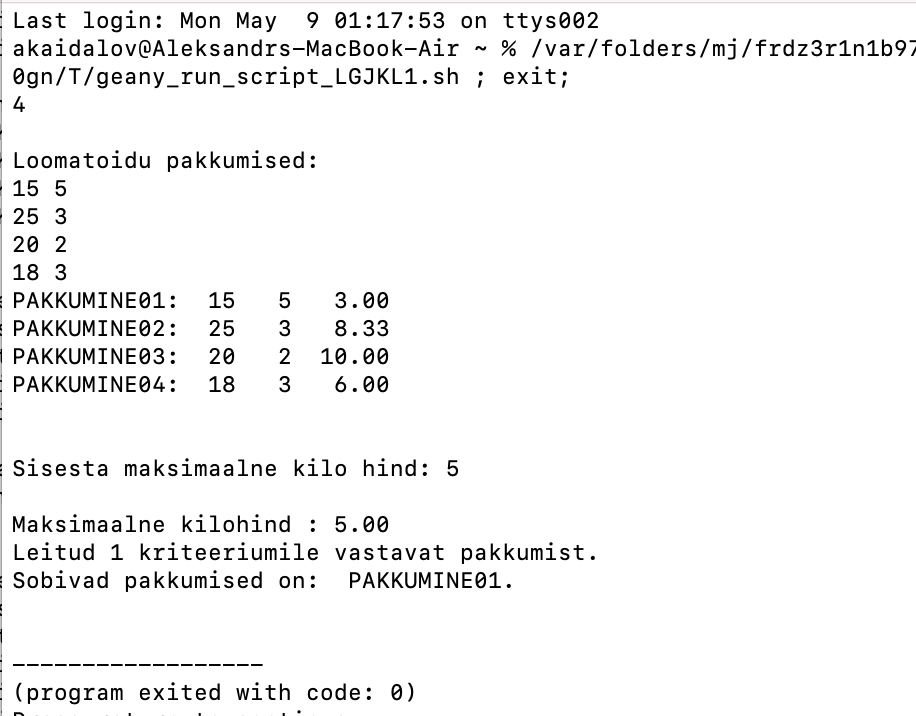 Last login: Mon May  9 01:17:53 on ttys002
akaidalov@Aleksandrs-MacBook-Air ~ % /var/folders/mj/frdz3r1n1b97
0gn/T/geany_run_script_LGJKL1.sh ; exit;
4
Loomatoidu pakkumised:
15 5
25 3
20 2
18 3
PAKKUMINE01:  15   5   3.00
PAKKUMINE02:  25   3   8.33
PAKKUMINE03:  20   2  10.00
PAKKUMINE04:  18   3   6.00
Sisesta maksimaalne kilo hind: 5
Maksimaalne kilohind : 5.00
Leitud 1 kriteeriumile vastavat pakkumist.
Sobivad pakkumised on:  PAKKUMINE01.
------------------
(program exited with code: 0)